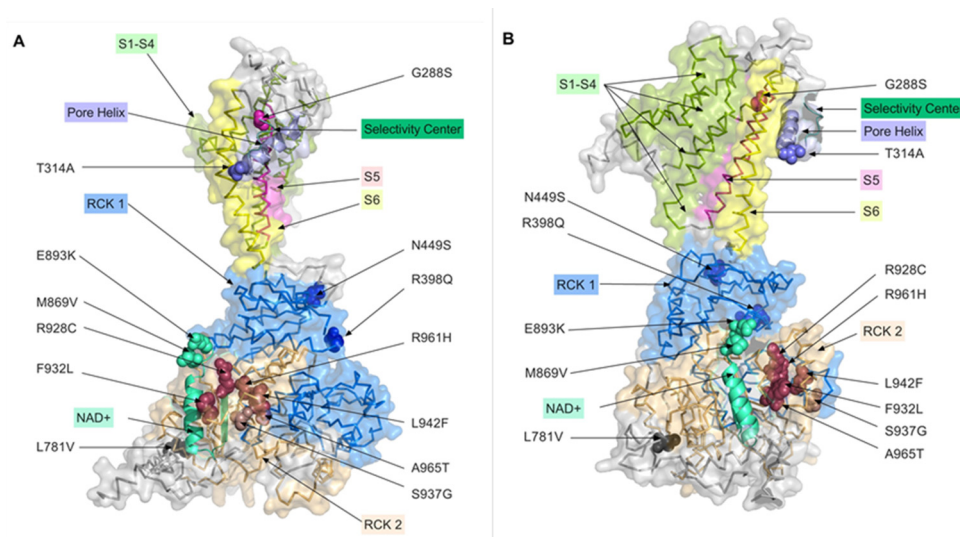 A
S1-S4
G288S
Pore Helix
Selectivity Center
T314A
S5
S6
RCK 1
N449S
E893K
R398Q
M869V
R928C
R961H
F932L
NAD+
L942F
L781V
A965T
S937G
RCK 2
B
S1-S4
G288S
Selectivity Cente
Pore Helix
T314A
N449S
S5
R398Q
S6
R928C
RCK 1
R961H
E893K
RCK 2
M869V
L942F
NAD+
F932L
L781V
S937G
A965T